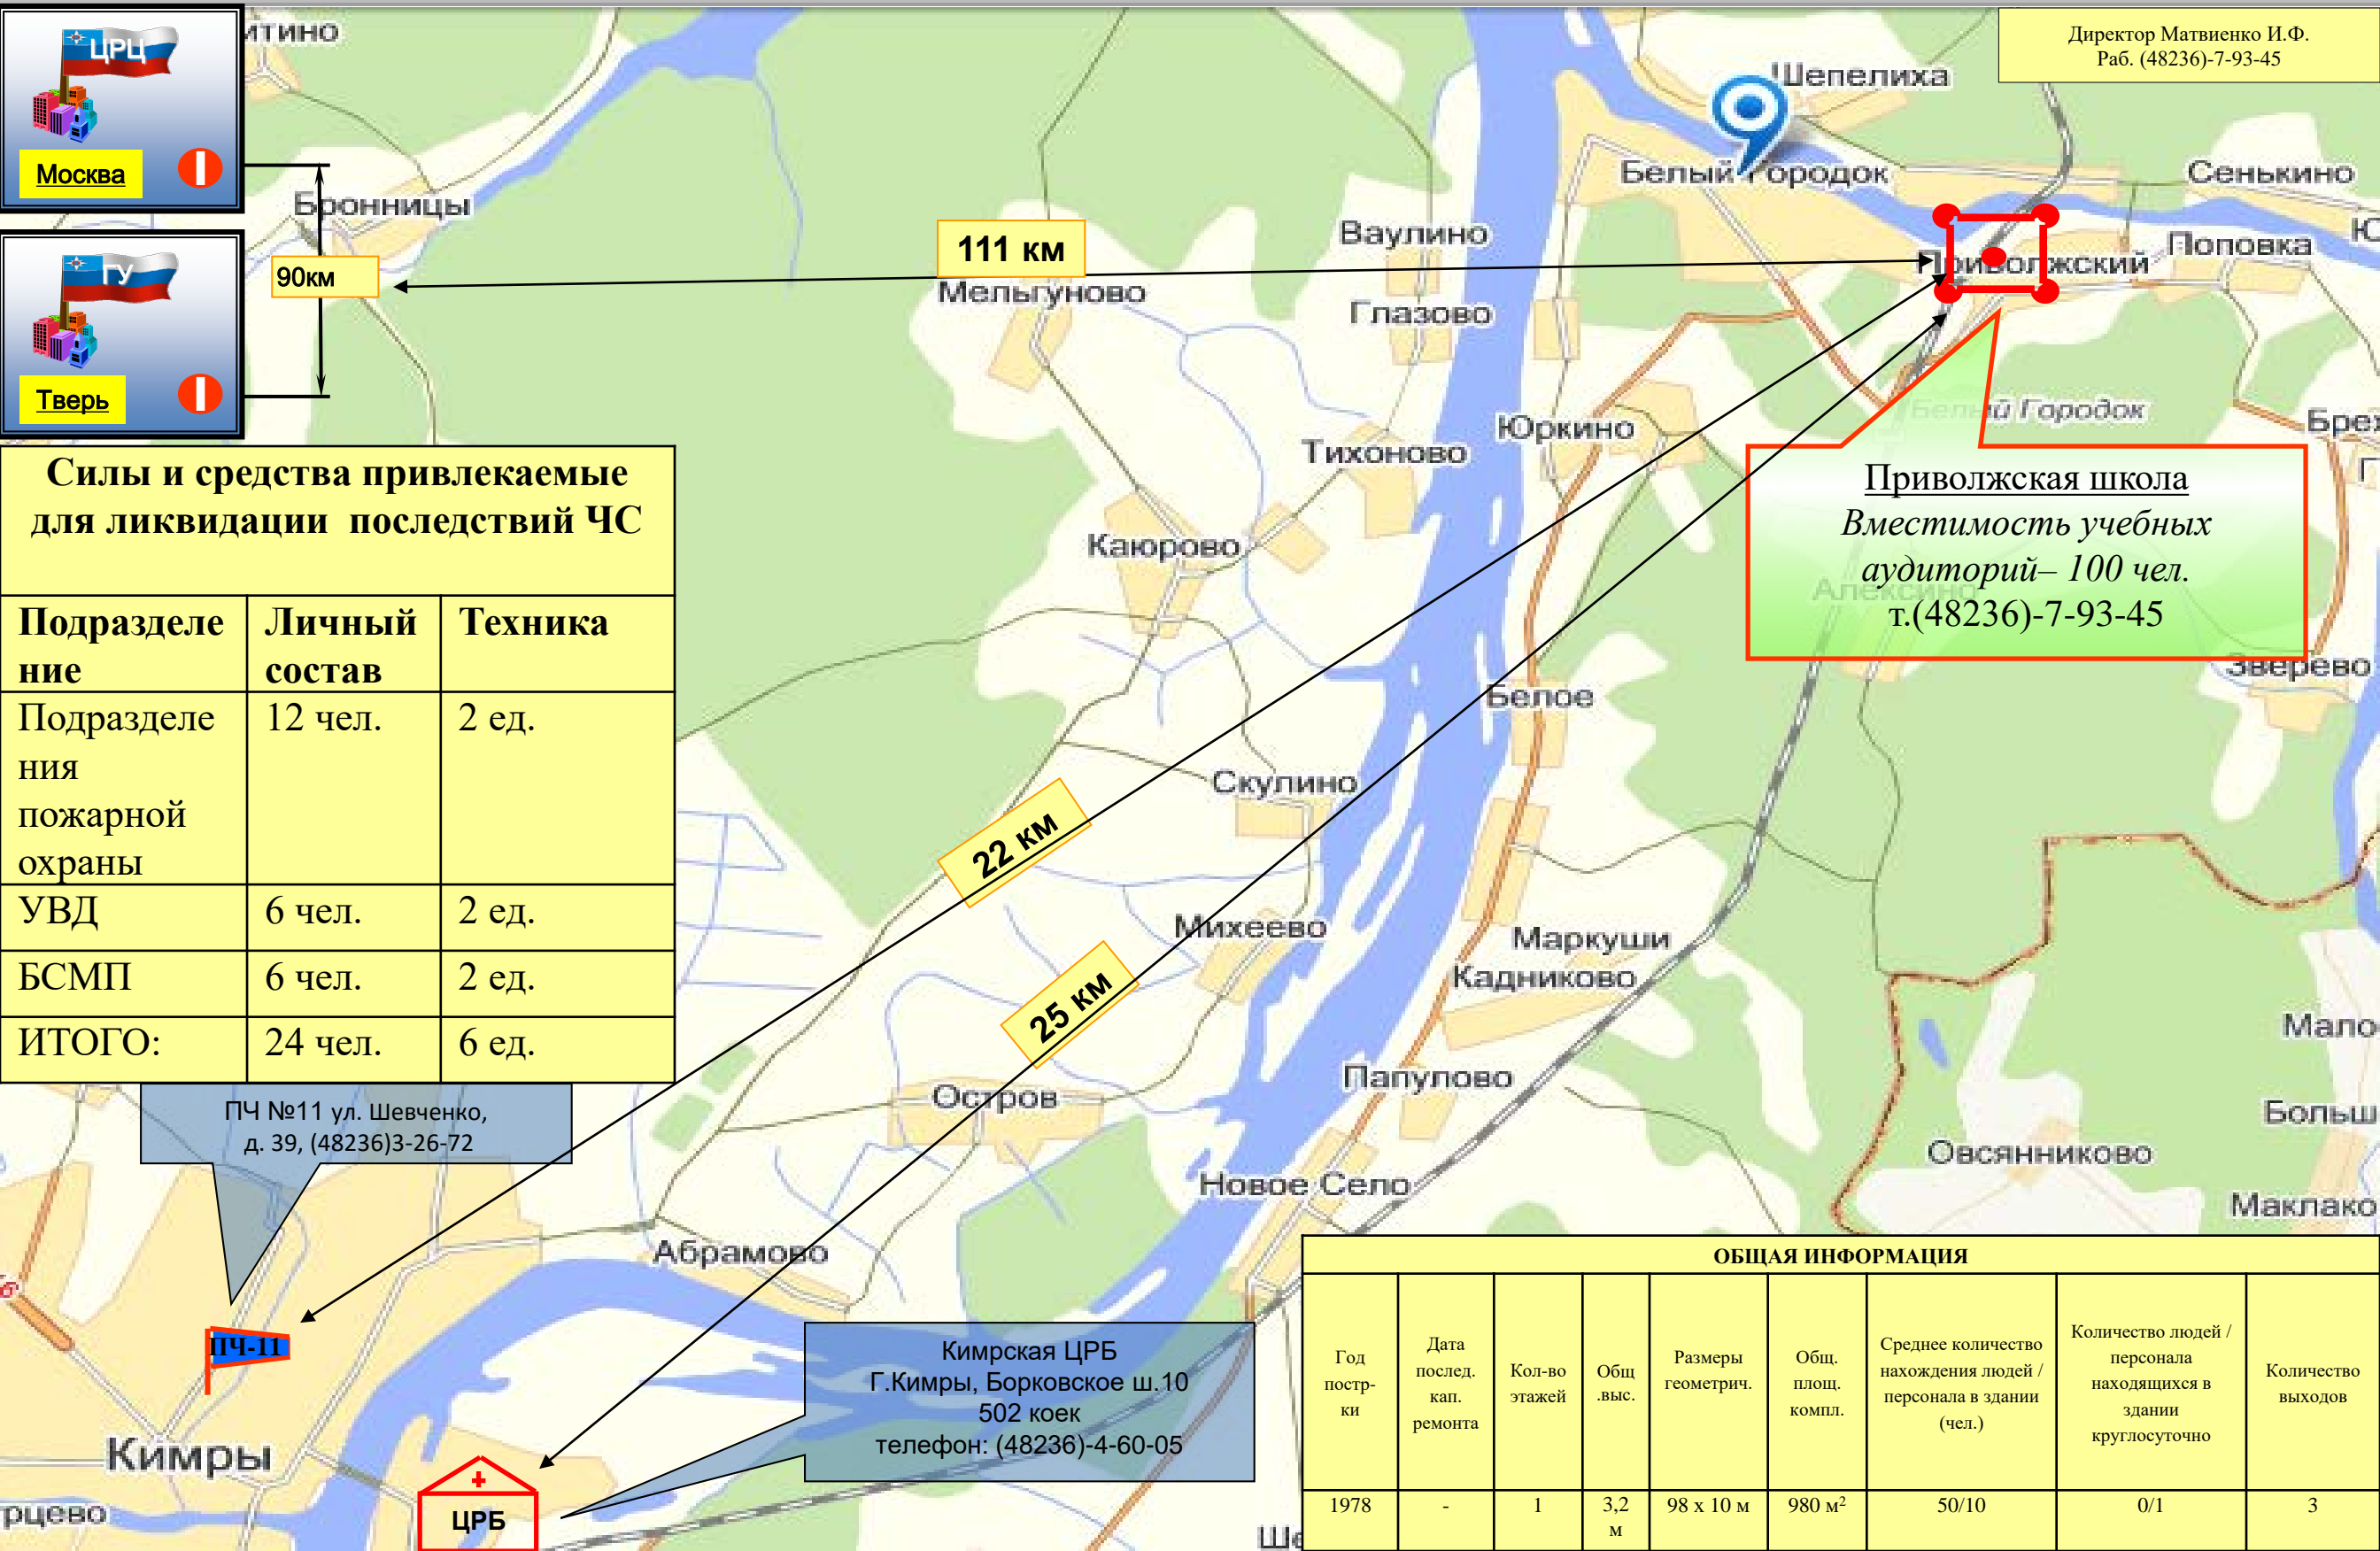 ЦРЦ
Москва
ГУ
Тверь
90км
111 км
22 км
25 км
Директор Матвиенко И.Ф.
Раб. (48236)-7-93-45
Приволжская школа
Вместимость учебных
аудиторий– 100 чел.
т.(48236)-7-93-45
Силы и средства привлекаемые
для ликвидации последствий ЧС
Подразделе
ние
Личный
состав
Техника
Подразделе
ния
пожарной
охраны
12 чел.
2 ед.
УВД
6 чел.
2 ед.
БСМП
6 чел.
2 ед.
ИТОГО:
24 чел.
6 ед.
ПЧ №11 ул. Шевченко,
д. 39, (48236)3-26-72
ПЧ-11
Кимрская ЦРБ
Г.Кимры, Борковское ш.10
502 коек
телефон: (48236)-4-60-05
ЦРБ
ОБЩАЯ ИНФОРМАЦИЯ
Год
постр-
ки
Дата
послед.
кап.
ремонта
Кол-во
этажей
Общ
.выс.
Размеры
геометрич.
Общ.
площ.
компл.
Среднее количество
нахождения людей /
персонала в здании
(чел.)
Количество людей /
персонала
находящихся в
здании
круглосуточно
Количество
выходов
1978
-
1
3,2
м
98 х 10 м
980 м²
50/10
0/1
3
итино
Бронницы
Мельгуново
Ваулино
Глазово
Шепелиха
Белый Городок
Сенькино
Приволжский
Поповка
Ю
Белый Городок
Юркино
Тихоново
Каюрово
Алексино
Зверево
Белое
Скулино
Михеево
Маркуши
Кадниково
Мало
Остров
Папулово
Больш
Овсянниково
Новое Село
Маклако
Абрамово
Кимры
рцево
Ше